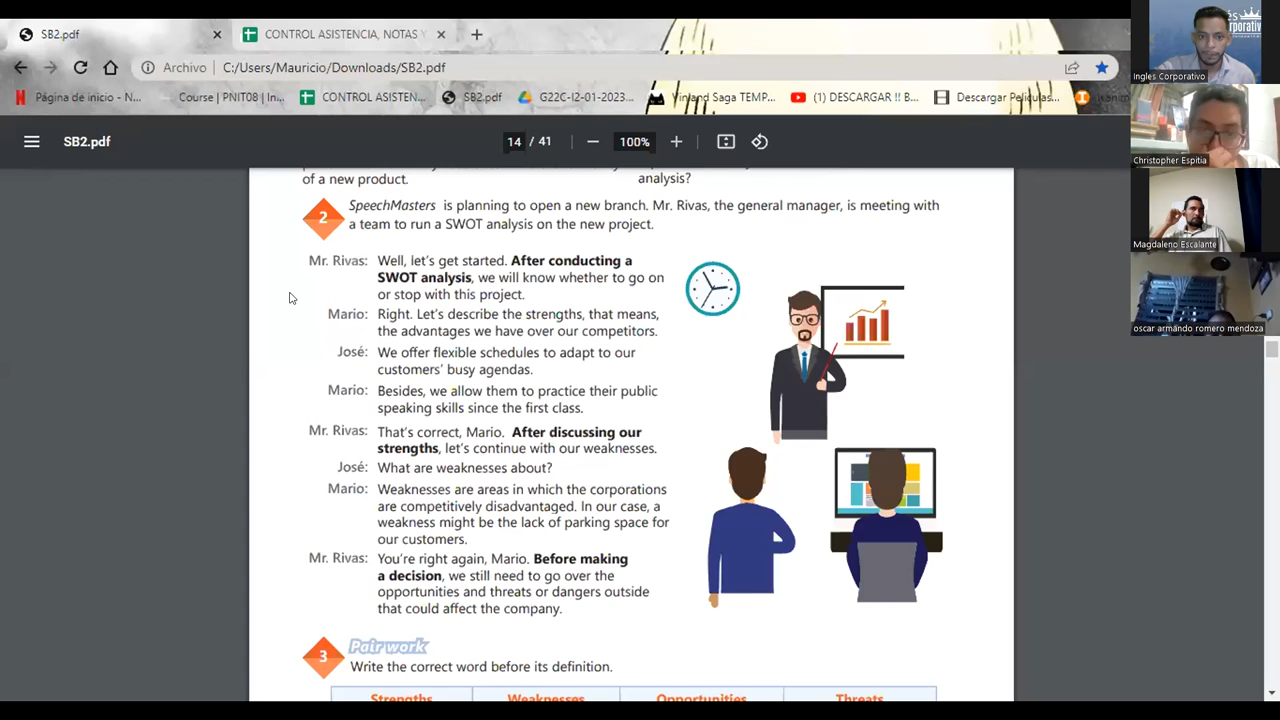 SB2.pdf
CONTROL ASISTENCIA, NOTAS Y
Archivo
C:/Users/Mauricio/Downloads/SB2.pdf
Página de inicio - N...
Course | PNIT08 | In...
CONTROL ASISTEN...
SB2.pdf
G22C-I2-01-2023...
Vinland Saga TEMP...
(1) DESCARGAR !! B...
Descargar Películas...
SB2.pdf
14 / 41
100%
of a new product.
analysis?
2
SpeechMasters is planning to open a new branch. Mr. Rivas, the general manager, is meeting with
a team to run a SWOT analysis on the new project.
Mr. Rivas: Well, let's get started. After conducting a
SWOT analysis, we will know whether to go on
or stop with this project.
Mario: Right. Let's describe the strengths, that means,
the advantages we have over our competitors.
José: We offer flexible schedules to adapt to our
customers' busy agendas.
Mario: Besides, we allow them to practice their public
speaking skills since the first class.
Mr. Rivas: That's correct, Mario. After discussing our
strengths, let's continue with our weaknesses.
José: What are weaknesses about?
Mario: Weaknesses are areas in which the corporations
are competitively disadvantaged. In our case, a
weakness might be the lack of parking space for
our customers.
Mr. Rivas: You're right again, Mario. Before making
a decision, we still need to go over the
opportunities and threats or dangers outside
that could affect the company.
3
Pair work
Write the correct word before its definition.
Strengths Weaknesses Opportunities Threats
Ingles Corporativo
Christopher Espitia
Magdaleno Escalante
oscar armando romero mendoza